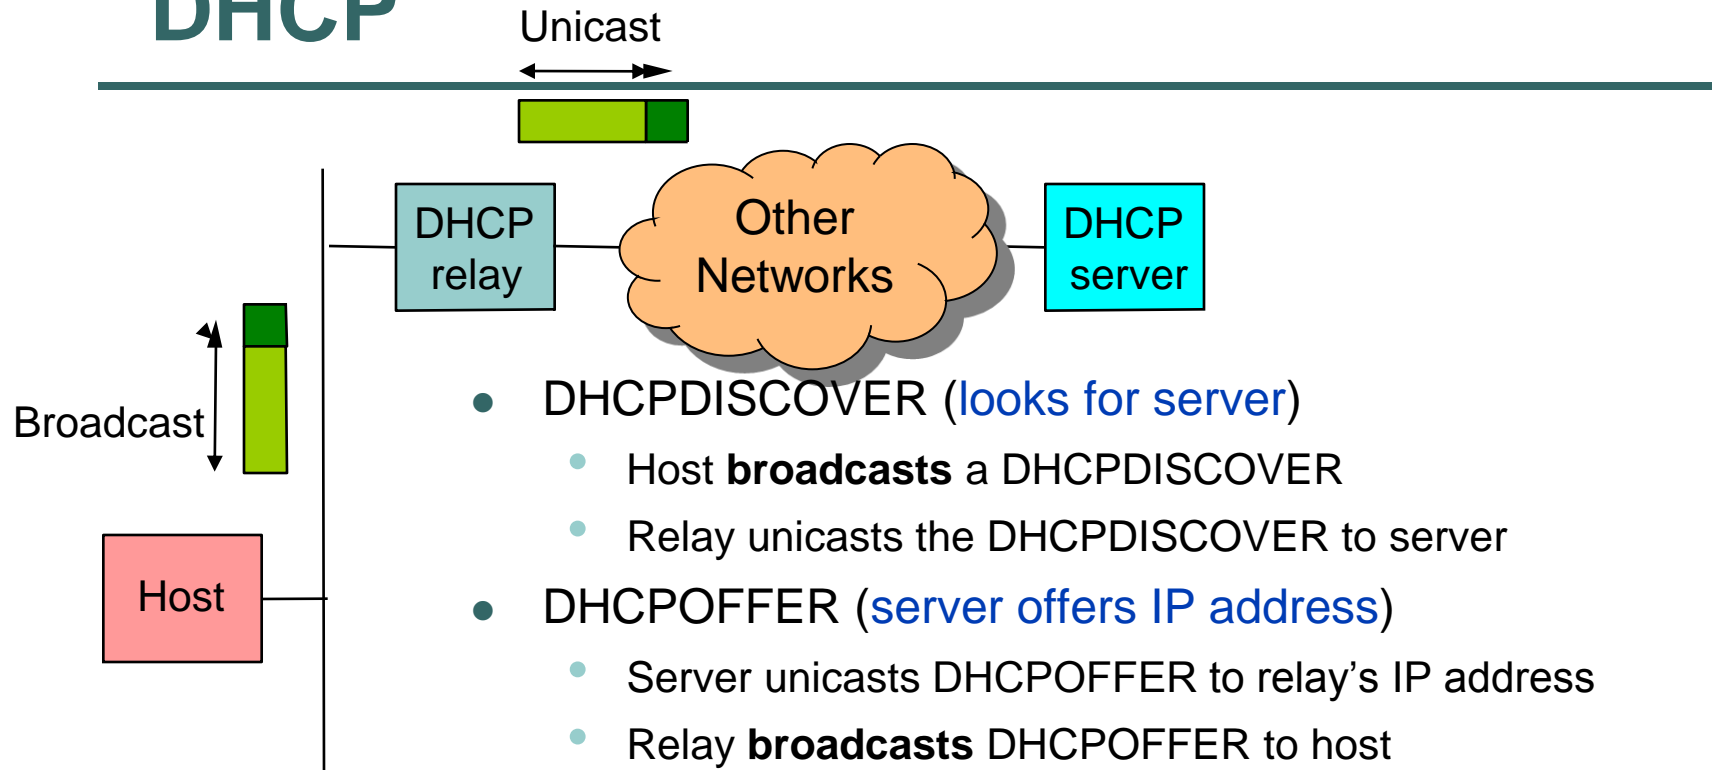 DHCP
Unicast
DHCP
relay
Other
Networks
DHCP
server
Broadcast
Host
DHCPDISCOVER (looks for server)
Host broadcasts a DHCPDISCOVER
Relay unicasts the DHCPDISCOVER to server
DHCPOFFER (server offers IP address)
Server unicasts DHCPOFFER to relay’s IP address
Relay broadcasts DHCPOFFER to host